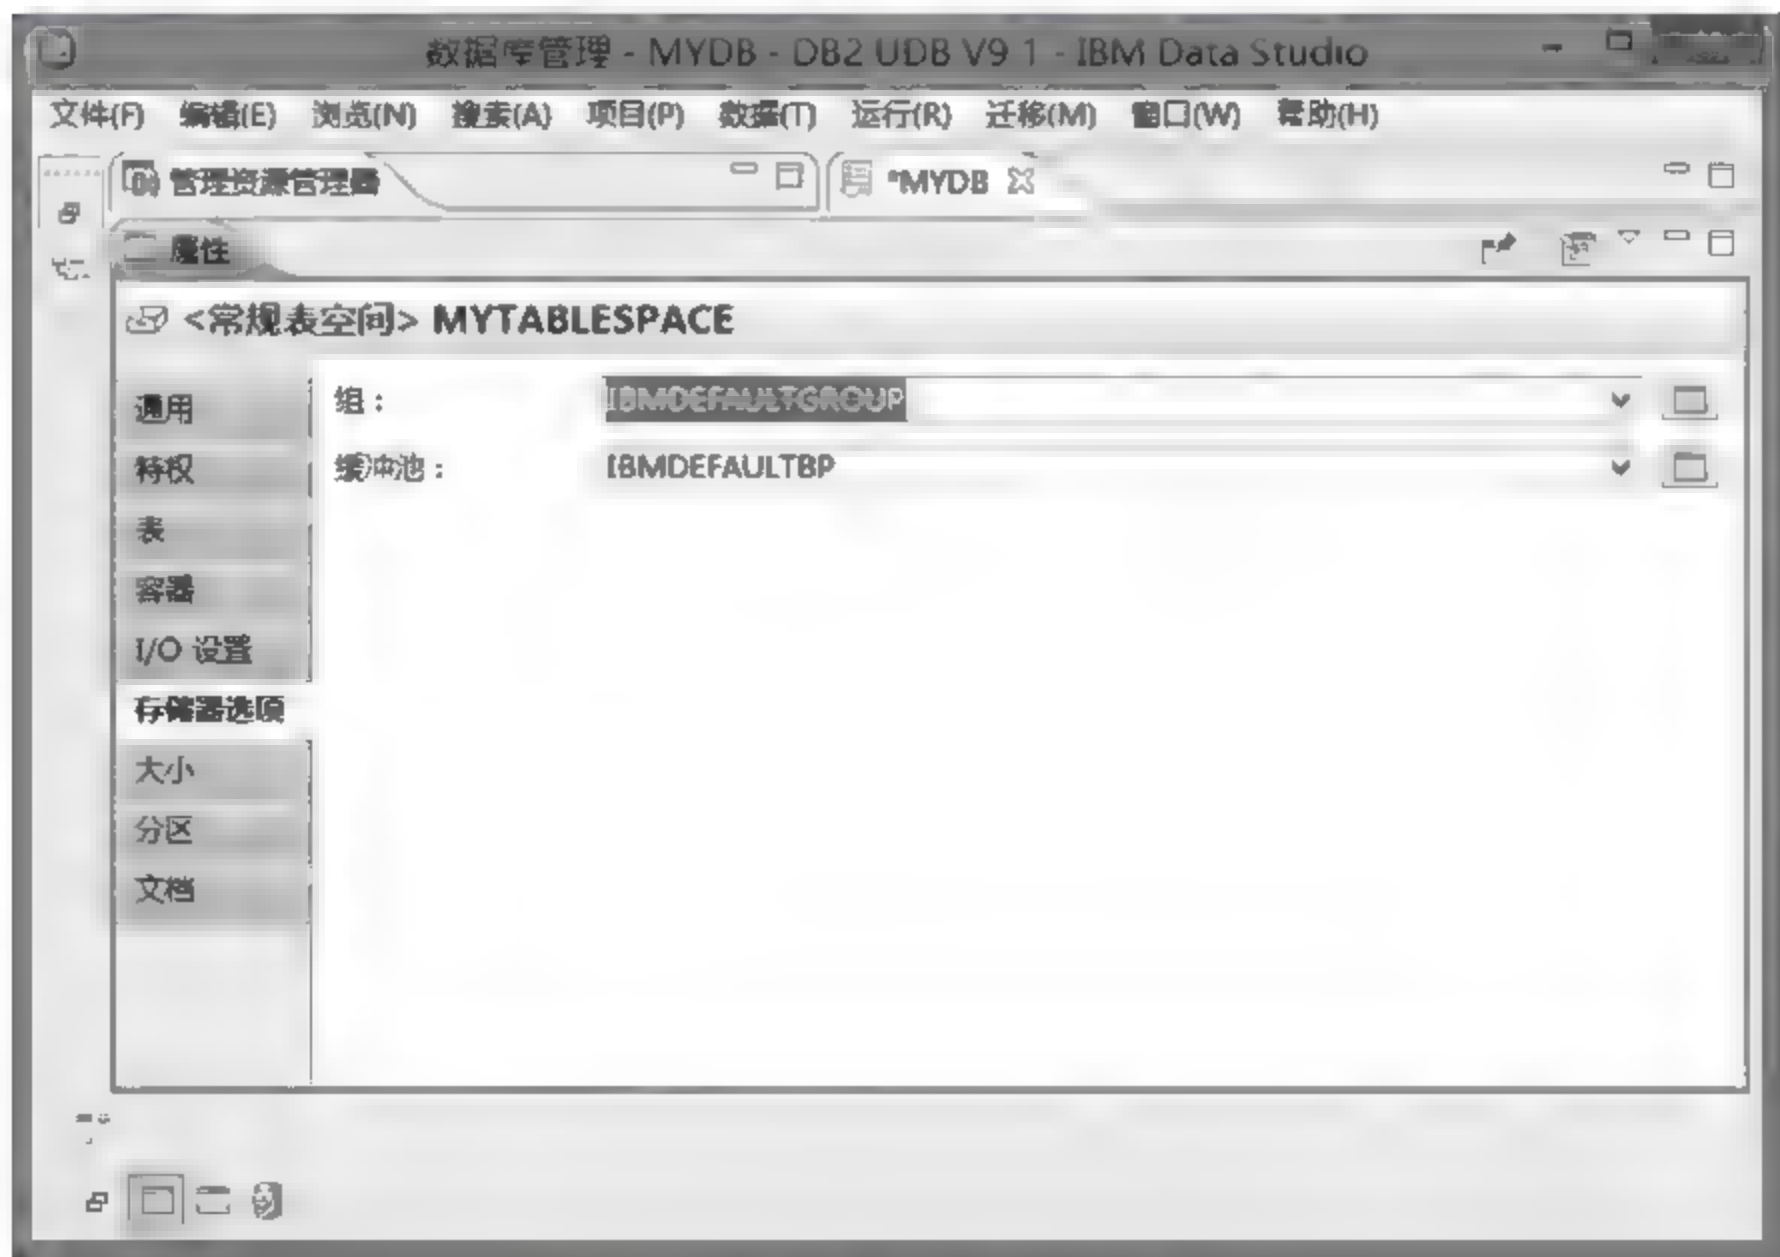 数据库管理 - MYDB - DB2 UDB V9 1 - IBM Data Studio
文件(F) 编辑(E) 浏览(N) 搜索(A) 项目(P) 数据(T) 运行(R) 迁移(M) 窗口(W) 帮助(H)
管理资源管理器 *MYDB
属性
<常规表空间> MYTABLESPACE
通用 组： IBMDEFAULTGROUP
特权 缓冲池： IBMDEFAULTBP
表
容器
I/O 设置
存储器选项
大小
分区
文档